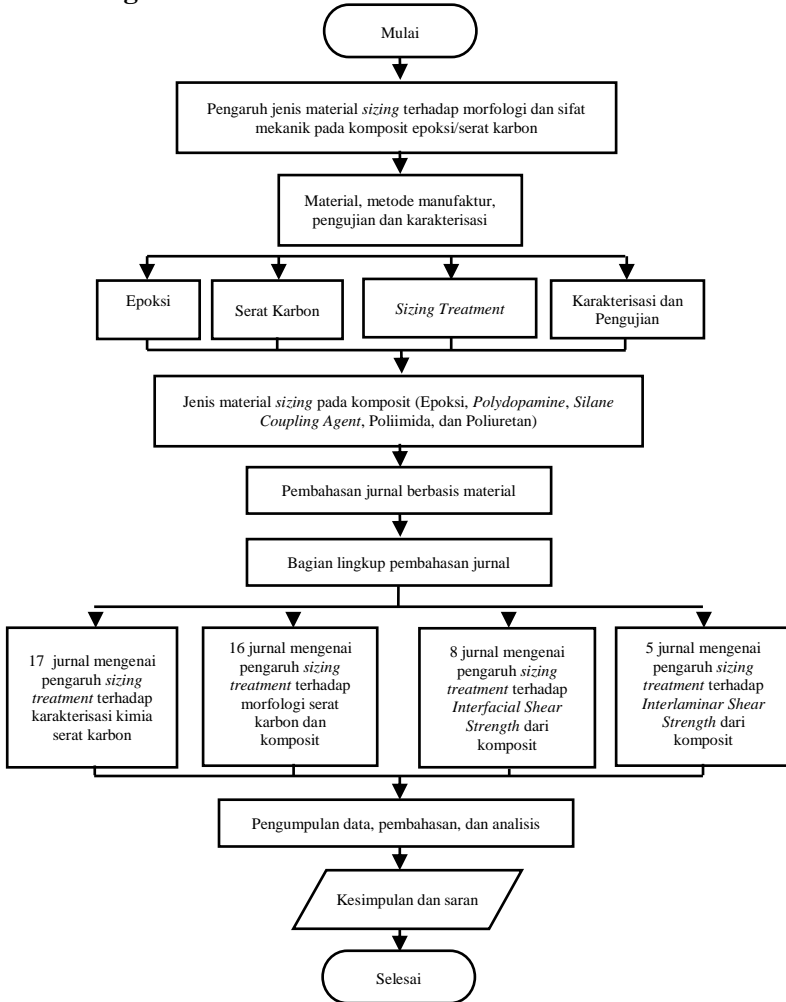 Mulai
Pengaruh jenis material sizing terhadap morfologi dan sifat
mekanik pada komposit epoksi/serat karbon
Material, metode manufaktur,
pengujian dan karakterisasi
Epoksi
Serat Karbon
Sizing Treatment
Karakterisasi dan
Pengujian
Jenis material sizing pada komposit (Epoksi, Polydopamine, Silane
Coupling Agent, Poliimida, dan Poliuretan)
Pembahasan jurnal berbasis material
Bagian lingkup pembahasan jurnal
17 jurnal mengenai
pengaruh sizing
treatment terhadap
karakterisasi kimia
serat karbon
16 jurnal mengenai
pengaruh sizing
treatment terhadap
morfologi serat
karbon dan
komposit
8 jurnal mengenai
pengaruh sizing
treatment terhadap
Interfacial Shear
Strength dari
komposit
5 jurnal mengenai
pengaruh sizing
treatment terhadap
Interlaminar Shear
Strength dari
komposit
Pengumpulan data, pembahasan, dan analisis
Kesimpulan dan saran
Selesai